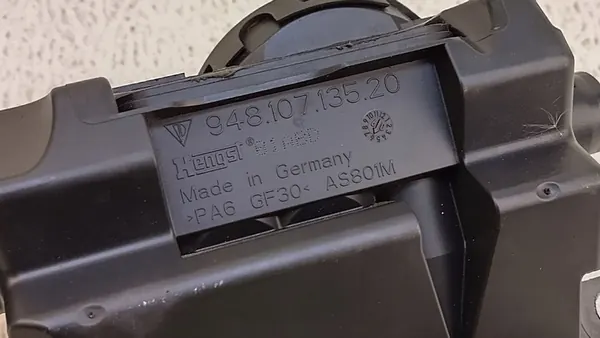 948.107.135.20
Hengst®
Made in Germany
>PA6 GF30< AS801M